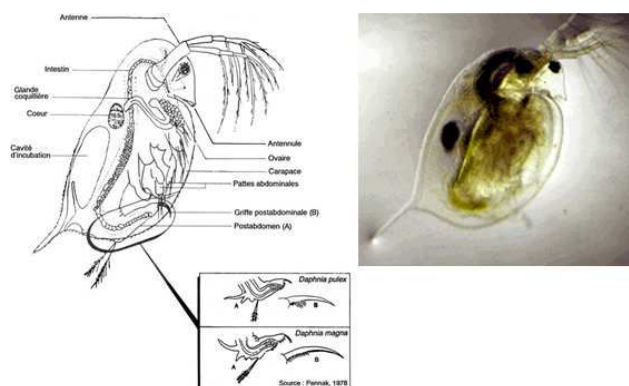 Antenne
Intestin
Glande
coquillière
Coeur
Cavité
d'incubation
Antennule
Ovaire
Carapace
Pattes abdominales
Griffe postabdominale (B)
Postabdomen (A)
Daphnia pulex
A
B
Daphnia magna
A
B
Source : Pennak, 1978